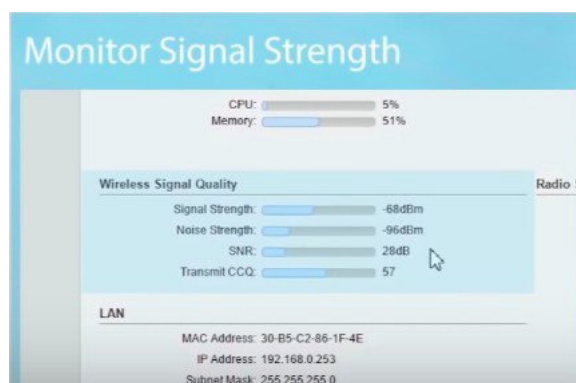 Monitor Signal Strength
CPU: 5%
Memory: 51%
Wireless Signal Quality
Radio
Signal Strength: -68dBm
Noise Strength: -96dBm
SNR: 28dB
Transmit CCQ: 57
LAN
MAC Address: 30-B5-C2-86-1F-4E
IP Address: 192.168.0.253
Subnet Mask: 255.255.255.0